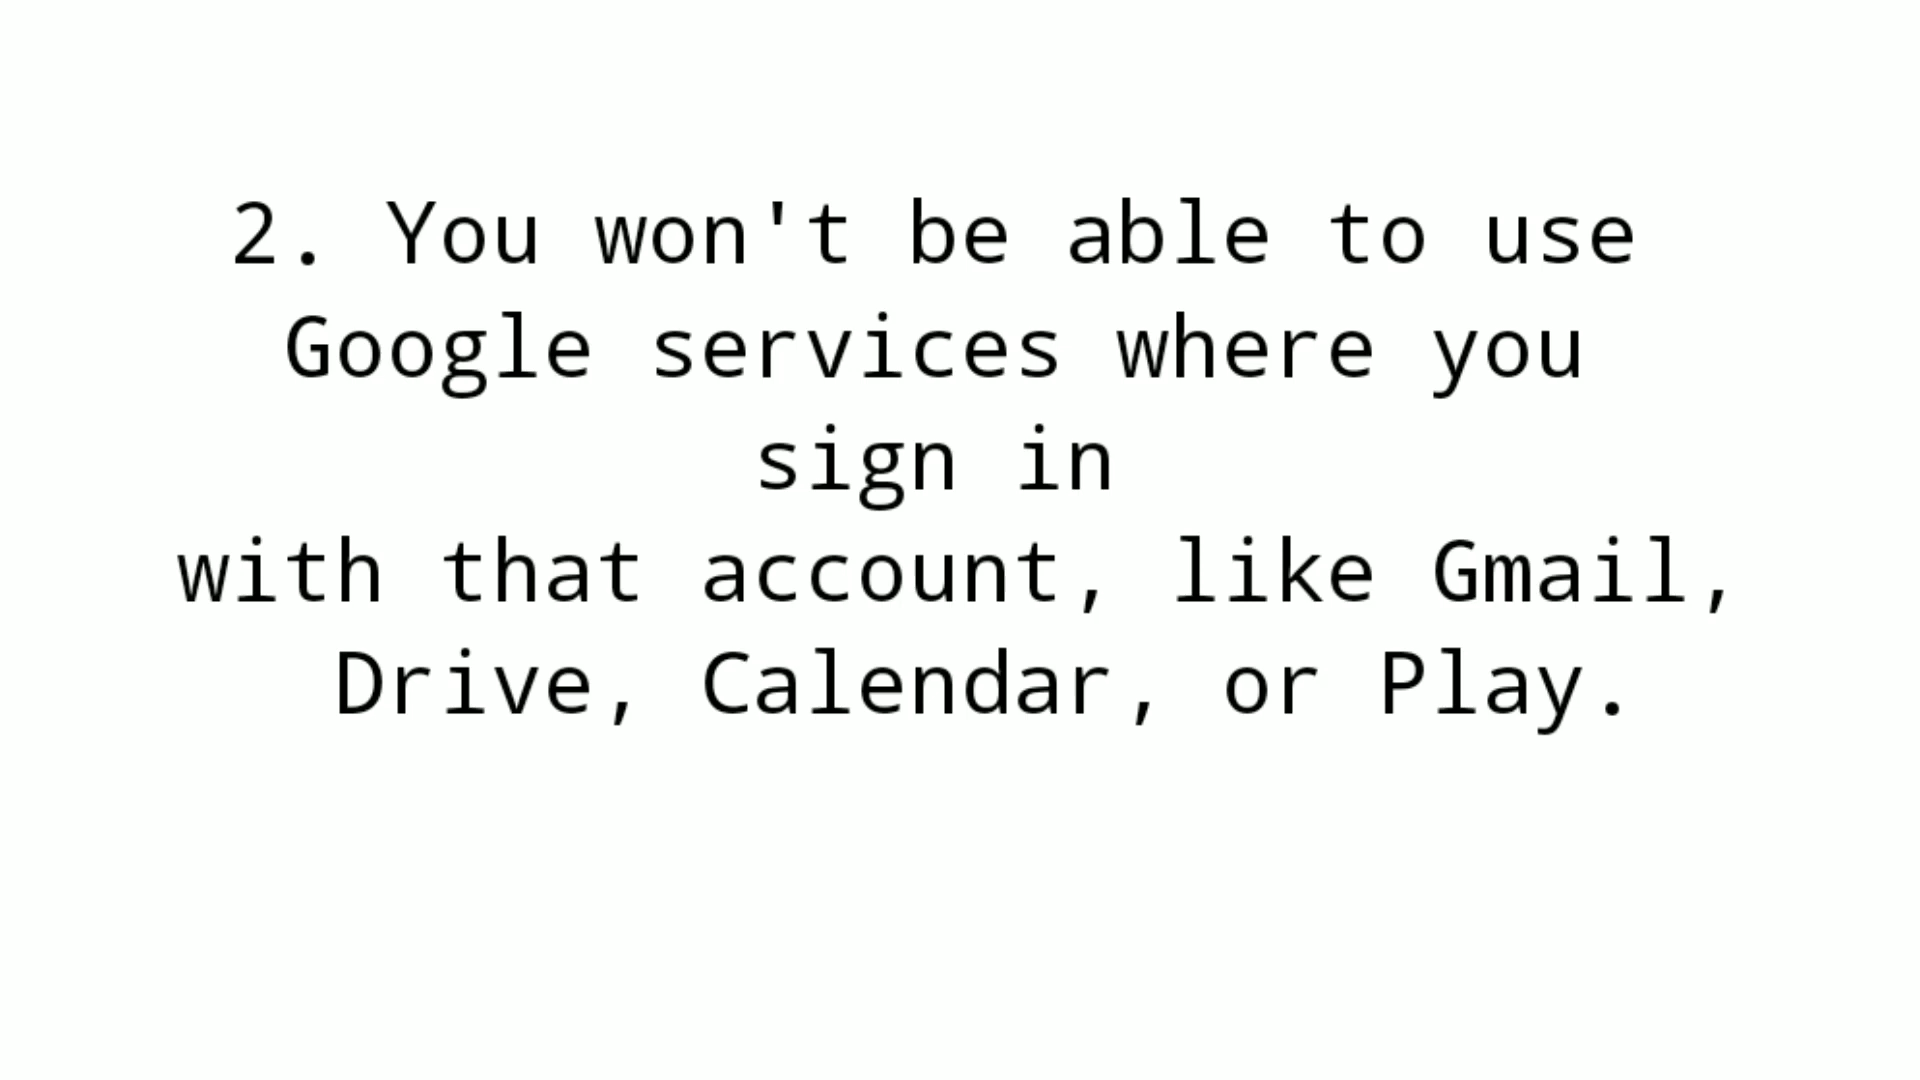 2. You won't be able to use
Google services where you
sign in
with that account, like Gmail,
Drive, Calendar, or Play.